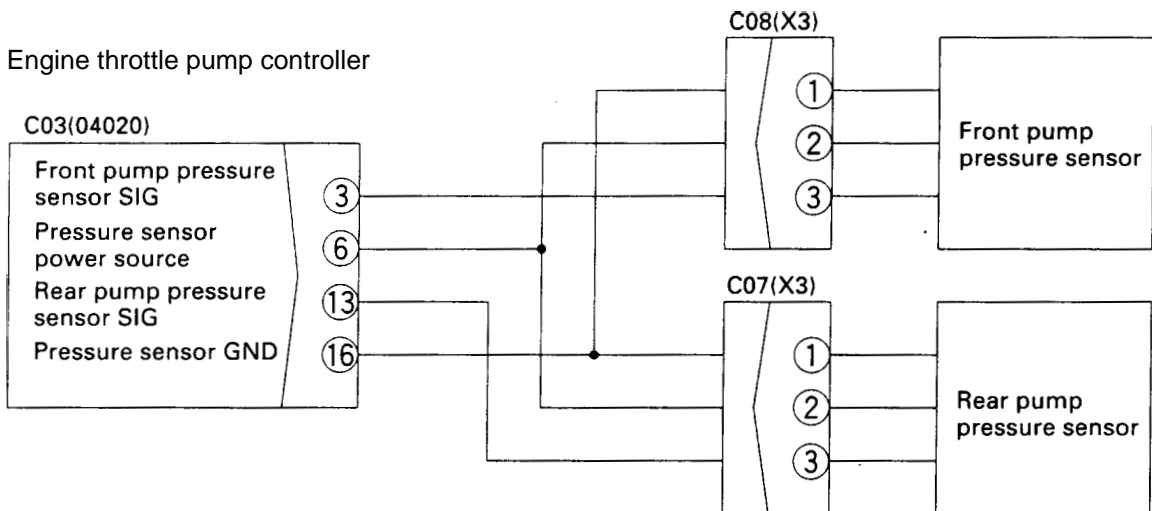 Engine throttle pump controller
C03(04020)
Front pump pressure
sensor SIG
3
Pressure sensor
power source
6
Rear pump pressure
sensor SIG
13
Pressure sensor GND
16
C08(X3)
1
2
3
Front pump
pressure sensor
C07(X3)
1
2
3
Rear pump
pressure sensor